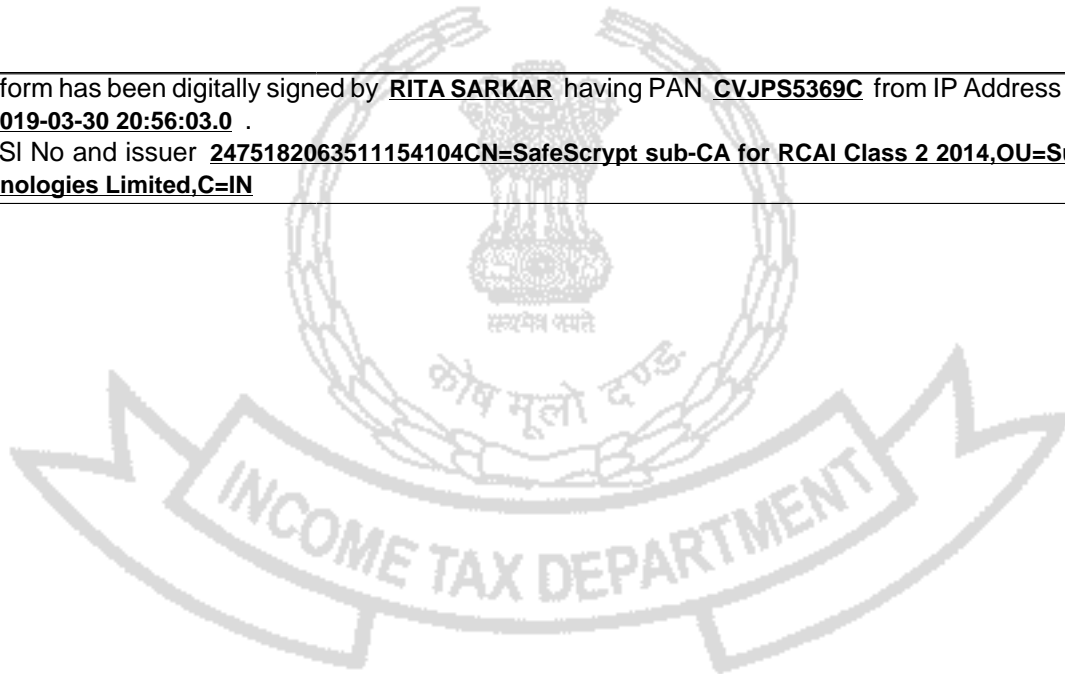 form has been digitally signed by RITA SARKAR having PAN CVJPS5369C from IP Address
019-03-30 20:56:03.0 .
Sl No and issuer 2475182063511154104CN=SafeScrypt sub-CA for RCAI Class 2 2014,OU=Su
nologies Limited,C=IN
सत्यमेव जयते
कोष मूलो दण्डः
INCOME TAX DEPARTMENT